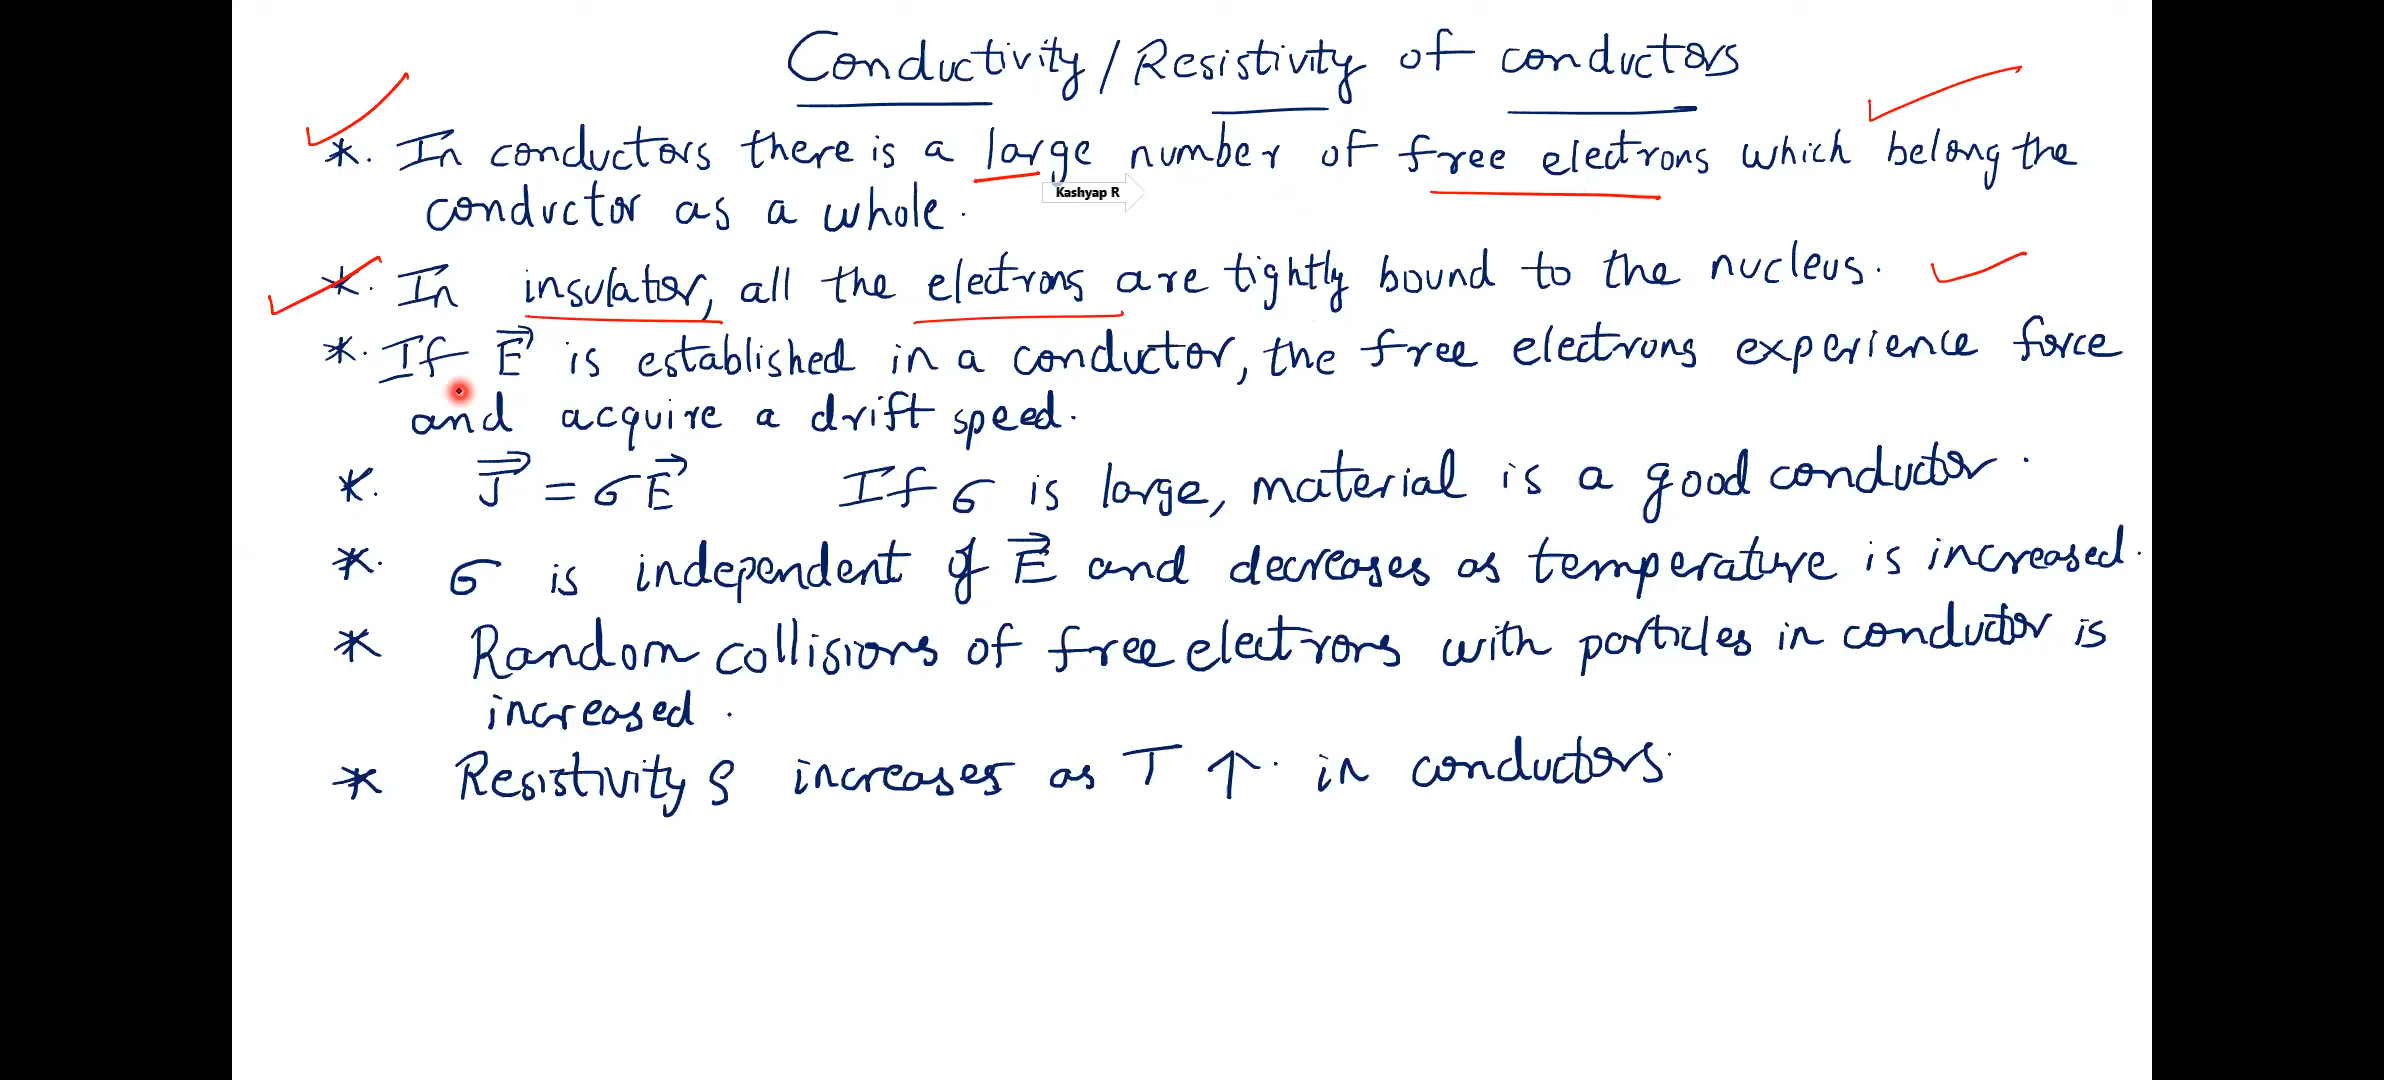 Conductivity / Resistivity of conductors
*. In conductors there is a large number of free electrons which belong the
Kashyap R
conductor as a whole.
*. In insulator, all the electrons are tightly bound to the nucleus.
*. If E⃗ is established in a conductor, the free electrons experience force
and acquire a drift speed.
*. J⃗ = σE⃗ If σ is large, material is a good conductor.
*. σ is independent of E⃗ and decreases as temperature is increased.
* Random collisions of free electrons with particles in conductor is
increased.
* Resistivity ρ increases as T ↑. in conductors.